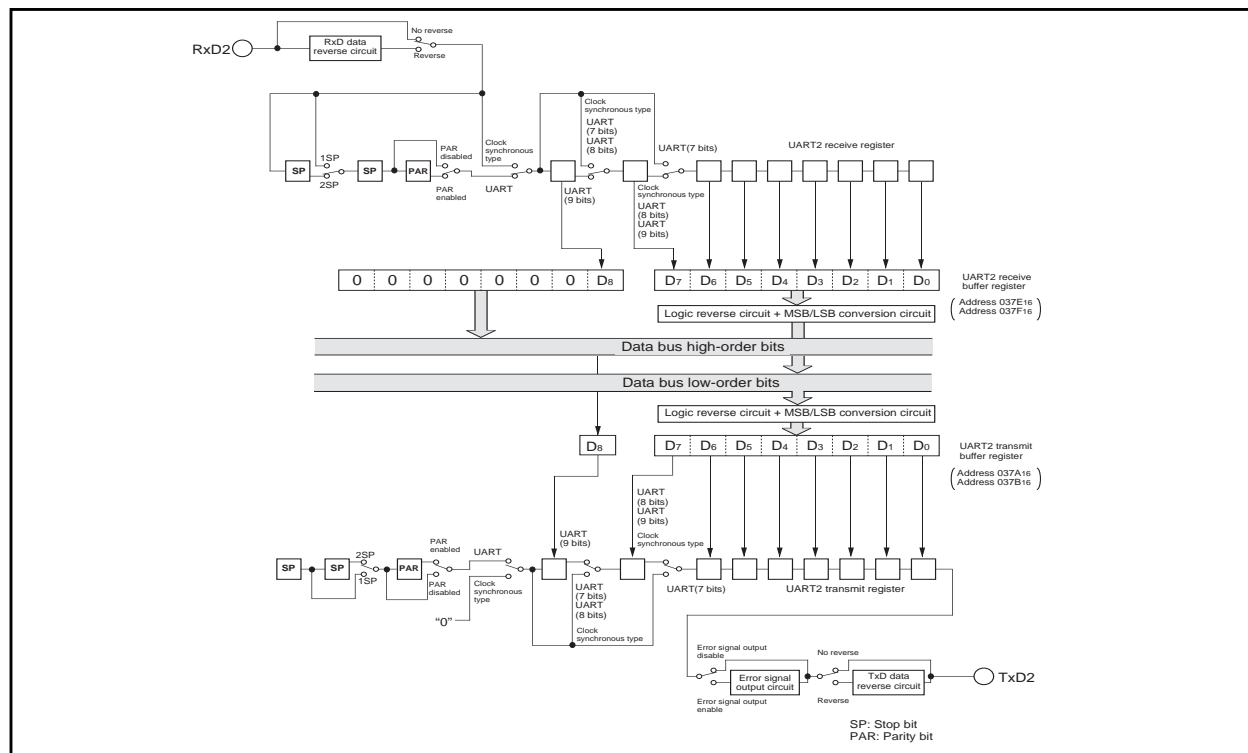 No reverse
RxD2
RxD data
reverse circuit
Reverse
Clock
synchronous type
UART
(7 bits)
UART
(8 bits)
UART(7 bits)
UART2 receive register
1SP
PAR
disabled
Clock
synchronous
type
SP
SP
PAR
2SP
PAR
enabled
UART
UART
(9 bits)
Clock
synchronous type
UART
(8 bits)
UART
(9 bits)
0 0 0 0 0 0 0 D8
D7 D6 D5 D4 D3 D2 D1 D0
UART2 receive
buffer register
Address 037E16
Address 037F16
Logic reverse circuit + MSB/LSB conversion circuit
Data bus high-order bits
Data bus low-order bits
Logic reverse circuit + MSB/LSB conversion circuit
D8
D7 D6 D5 D4 D3 D2 D1 D0
UART2 transmit
buffer register
Address 037A16
Address 037B16
UART
(8 bits)
UART
(9 bits)
UART
(9 bits)
Clock
synchronous type
PAR
enabled
2SP
UART
SP
SP
PAR
1SP
PAR
disabled
Clock
synchronous
type
UART
(7 bits)
UART
(8 bits)
UART(7 bits)
UART2 transmit register
“0”
Clock
synchronous type
Error signal output
disable
No reverse
Error signal
output circuit
TxD data
reverse circuit
TxD2
Error signal output
enable
Reverse
SP: Stop bit
PAR: Parity bit